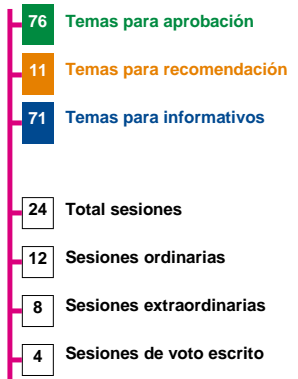 76 Temas para aprobación
11 Temas para recomendación
71 Temas para informativos
24 Total sesiones
12 Sesiones ordinarias
8 Sesiones extraordinarias
4 Sesiones de voto escrito